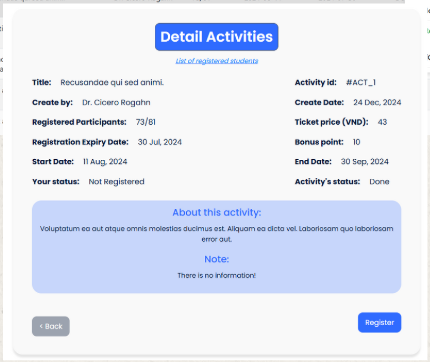 Detail Activities
List of registered students
Title: Recusandae qui sed animi.
Activity id: #ACT_1
Create by: Dr. Cicero Rogahn
Create Date: 24 Dec, 2024
Registered Participants: 73/81
Ticket price (VND): 43
Registration Expiry Date: 30 Jul, 2024
Bonus point: 10
Start Date: 11 Aug, 2024
End Date: 30 Sep, 2024
Your status: Not Registered
Activity's status: Done
About this activity:
Voluptatum ea aut atque omnis molestias ducimus est. Aliquam ea dicta vel. Laboriosam quo laboriosam
error aut.
Note:
There is no information!
< Back
Register